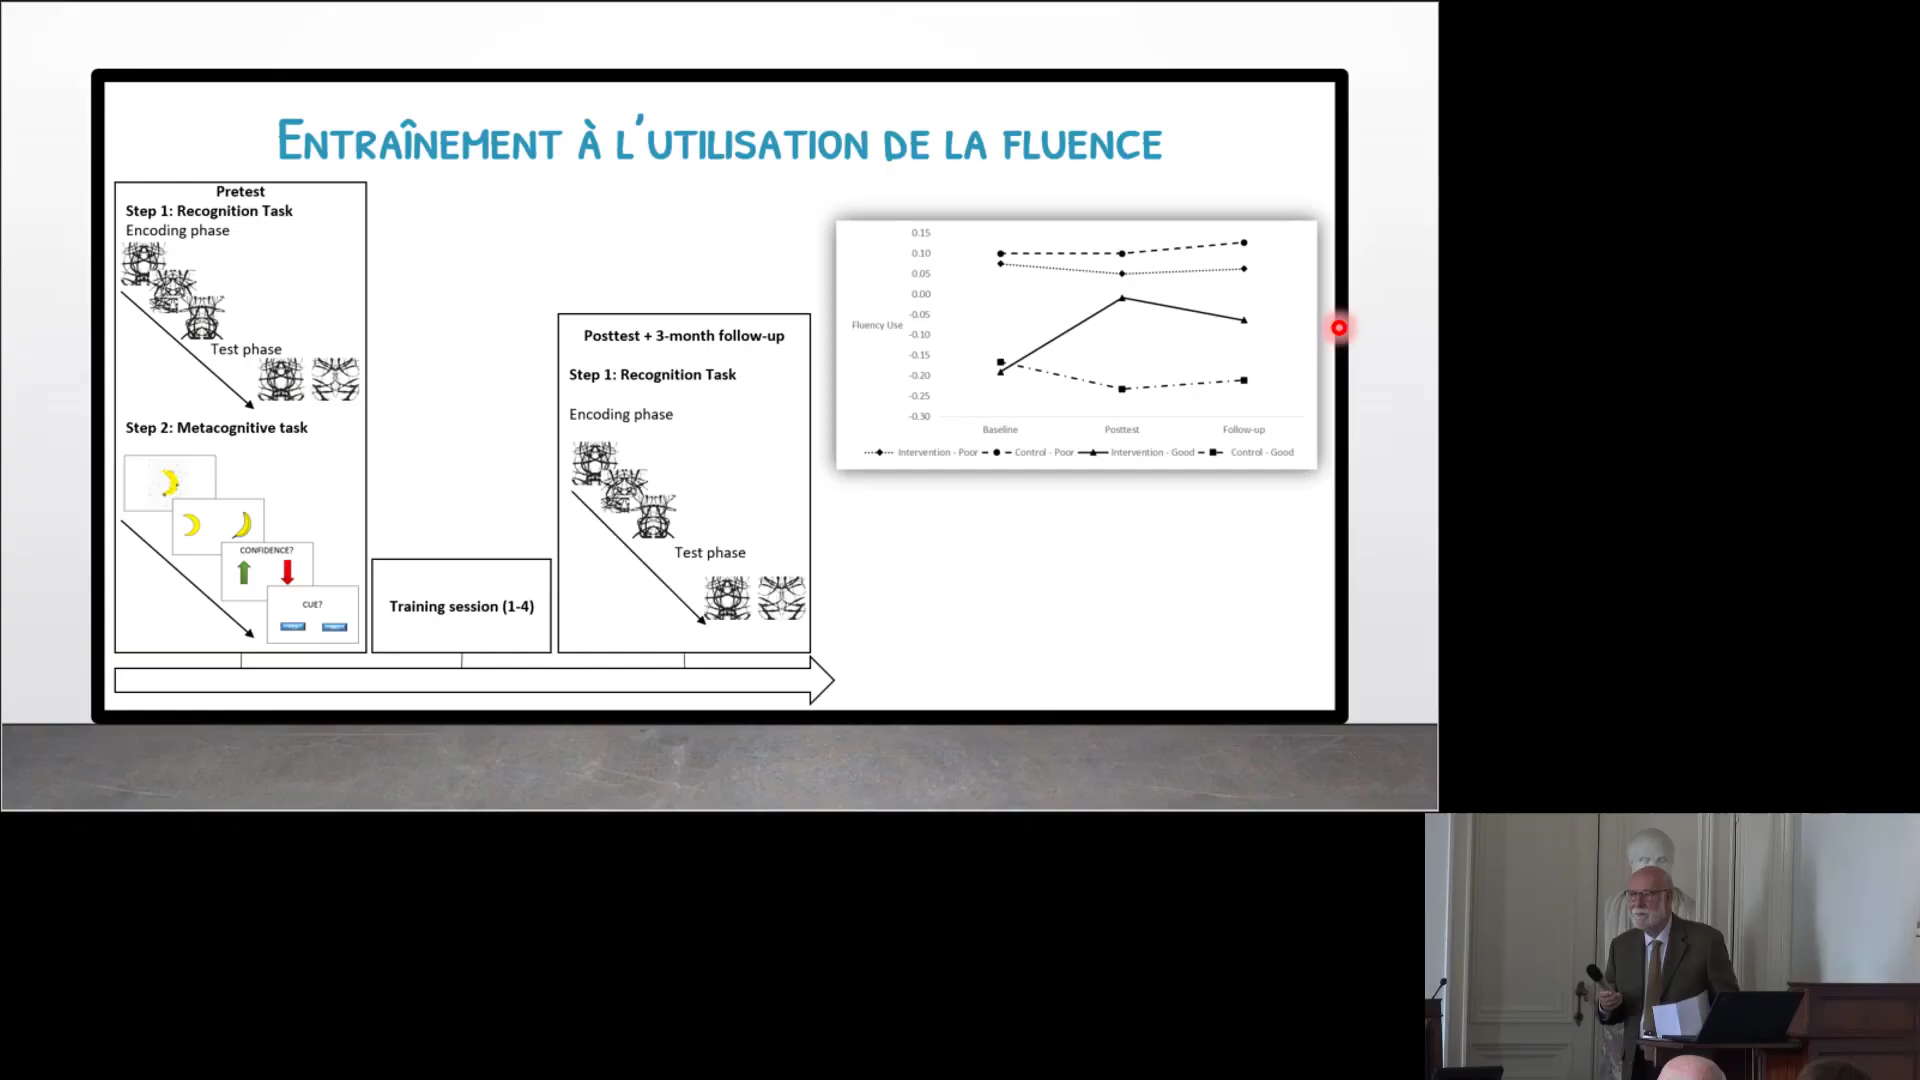 ENTRAÎNEMENT À L'UTILISATION DE LA FLUENCE
Pretest
Step 1: Recognition Task
Encoding phase
Test phase
Step 2: Metacognitive task
CONFIDENCE?
CUE?
Training session (1-4)
Posttest + 3-month follow-up
Step 1: Recognition Task
Encoding phase
Test phase
0.15
0.10
0.05
0.00
-0.05
Fluency Use
-0.10
-0.15
-0.20
-0.25
-0.30
Baseline Posttest Follow-up
Intervention - Poor Control - Poor Intervention - Good Control - Good